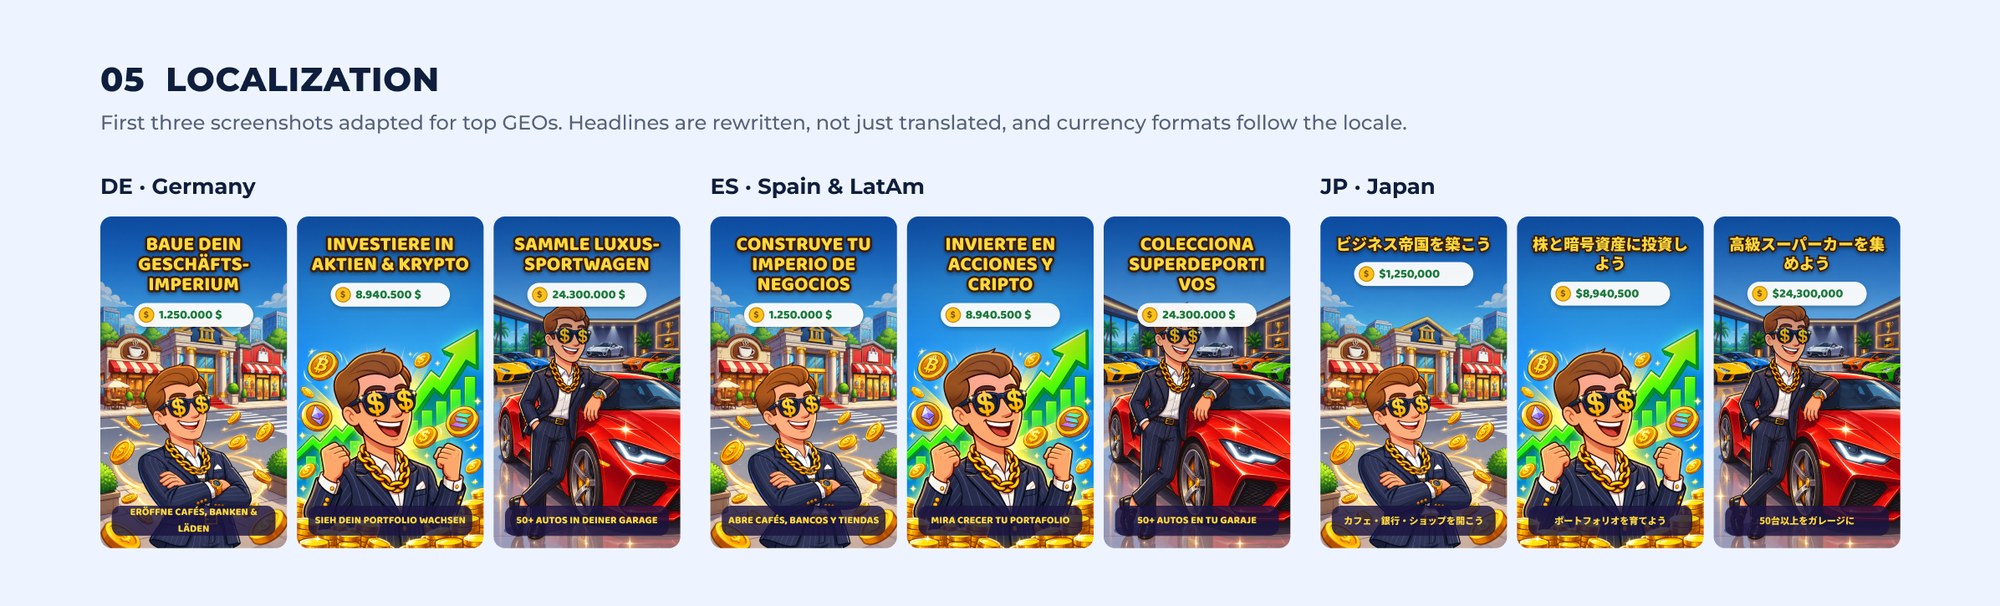 05 LOCALIZATION
First three screenshots adapted for top GEOs. Headlines are rewritten, not just translated, and currency formats follow the locale.
DE · Germany
BAUE DEIN
GESCHÄFTS-
IMPERIUM
$ 1.250.000 $
ERÖFFNE CAFÉS, BANKEN &
LÄDEN
INVESTIERE IN
AKTIEN & KRYPTO
$ 8.940.500 $
SIEH DEIN PORTFOLIO WACHSEN
SAMMLE LUXUS-
SPORTWAGEN
$ 24.300.000 $
50+ AUTOS IN DEINER GARAGE
ES · Spain & LatAm
CONSTRUYE TU
IMPERIO DE
NEGOCIOS
$ 1.250.000 $
ABRE CAFÉS, BANCOS Y TIENDAS
INVIERTE EN
ACCIONES Y
CRIPTO
$ 8.940.500 $
MIRA CRECER TU PORTAFOLIO
COLECCIONA
SUPERDEPORTI
VOS
$ 24.300.000 $
50+ AUTOS EN TU GARAJE
JP · Japan
ビジネス帝国を築こう
$ $1,250,000
カフェ・銀行・ショップを開こう
株と暗号資産に投資し
よう
$ $8,940,500
ポートフォリオを育てよう
高級スーパーカーを集
めよう
$ $24,300,000
50台以上をガレージに